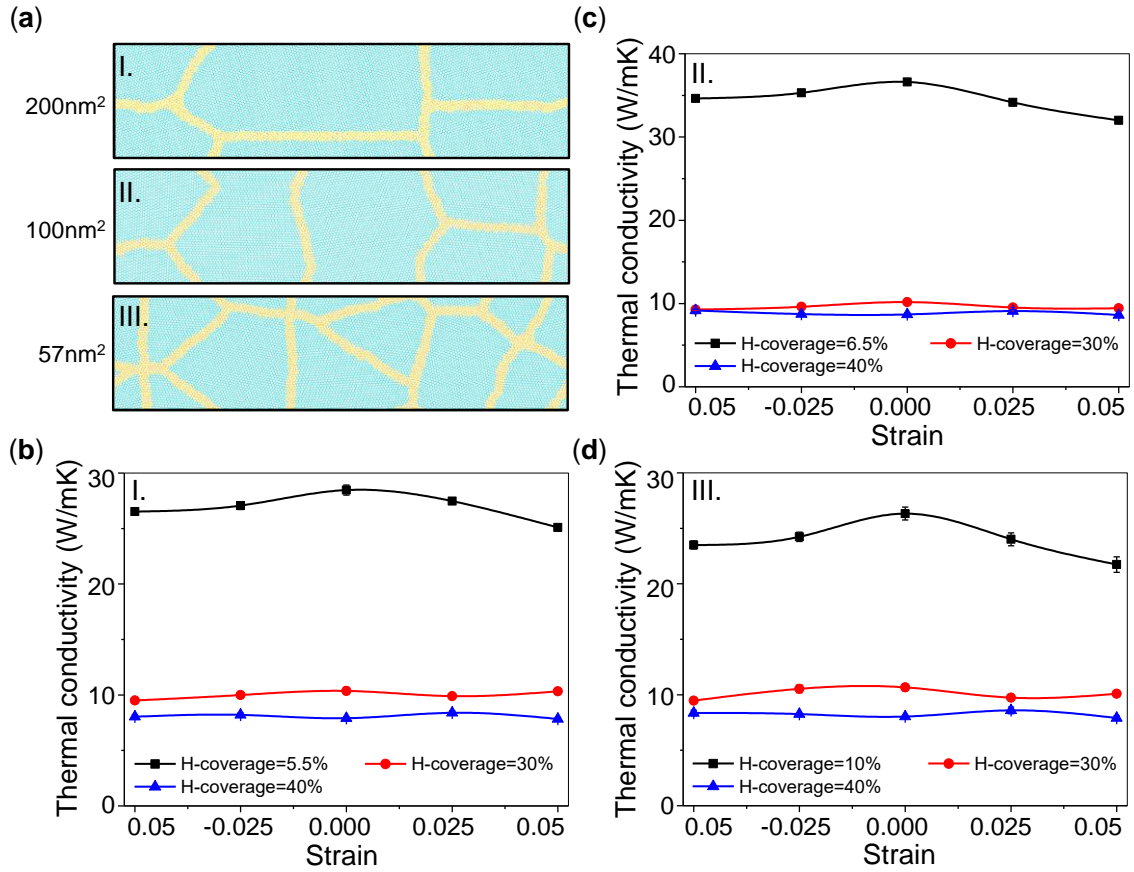 (a)
I.
200nm²
II.
100nm²
III.
57nm²
(c)
II.
Thermal conductivity (W/mK)
40
30
20
10
0
H-coverage=6.5%
H-coverage=30%
H-coverage=40%
0.05 -0.025 0.000 0.025 0.05
Strain
(b)
I.
Thermal conductivity (W/mK)
30
20
10
0
H-coverage=5.5%
H-coverage=30%
H-coverage=40%
0.05 -0.025 0.000 0.025 0.05
Strain
(d)
III.
Thermal conductivity (W/mK)
30
20
10
0
H-coverage=10%
H-coverage=30%
H-coverage=40%
0.05 -0.025 0.000 0.025 0.05
Strain